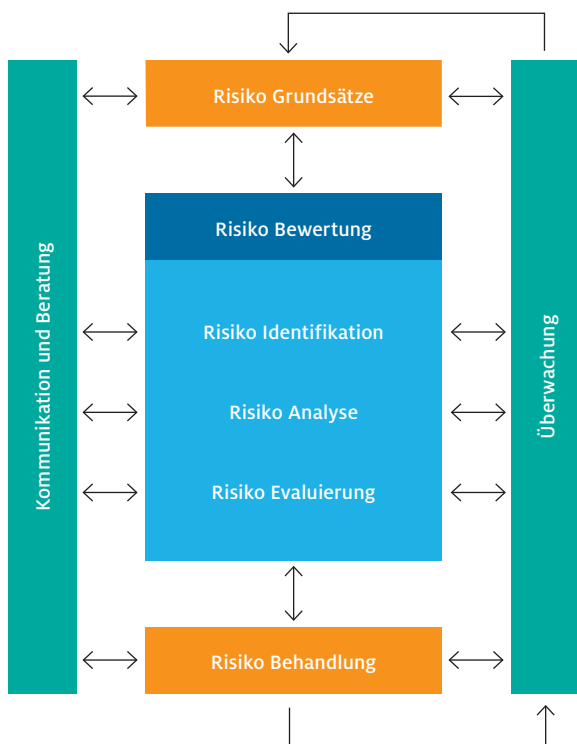 Risiko Grundsätze
Risiko Bewertung
Kommunikation und Beratung
Risiko Identifikation
Risiko Analyse
Risiko Evaluierung
Überwachung
Risiko Behandlung